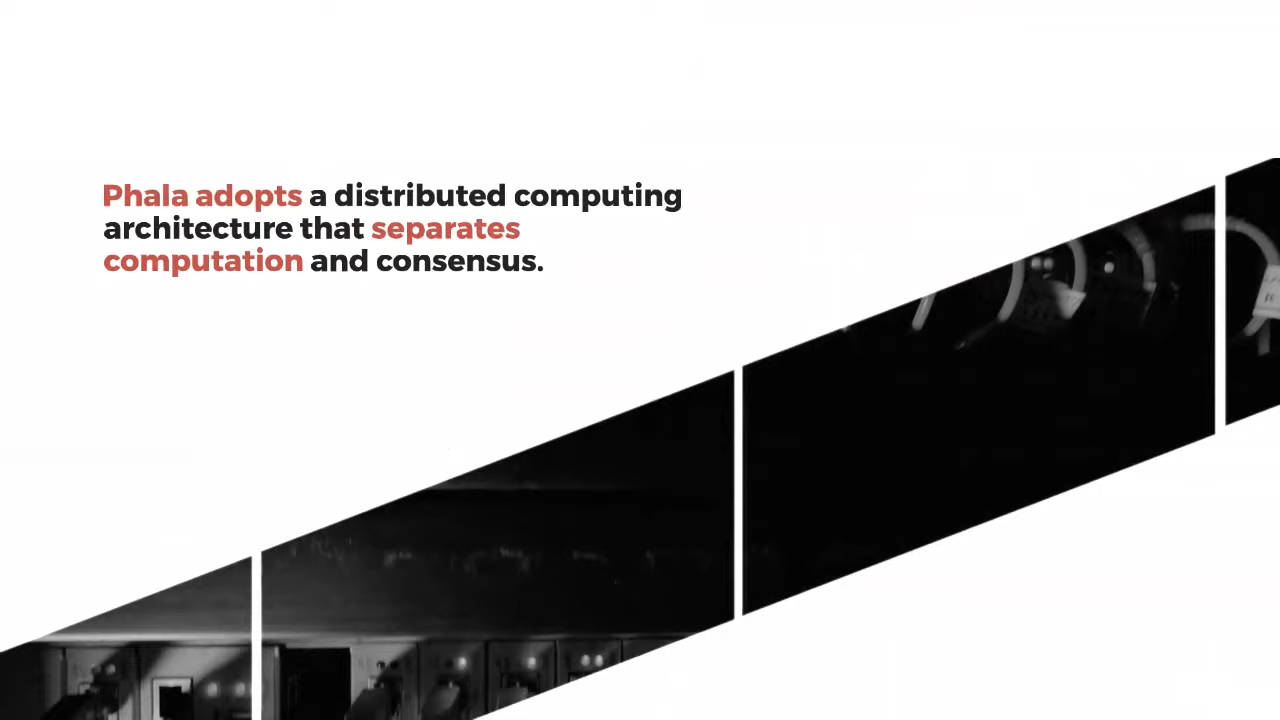 Phala adopts a distributed computing
architecture that separates
computation and consensus.